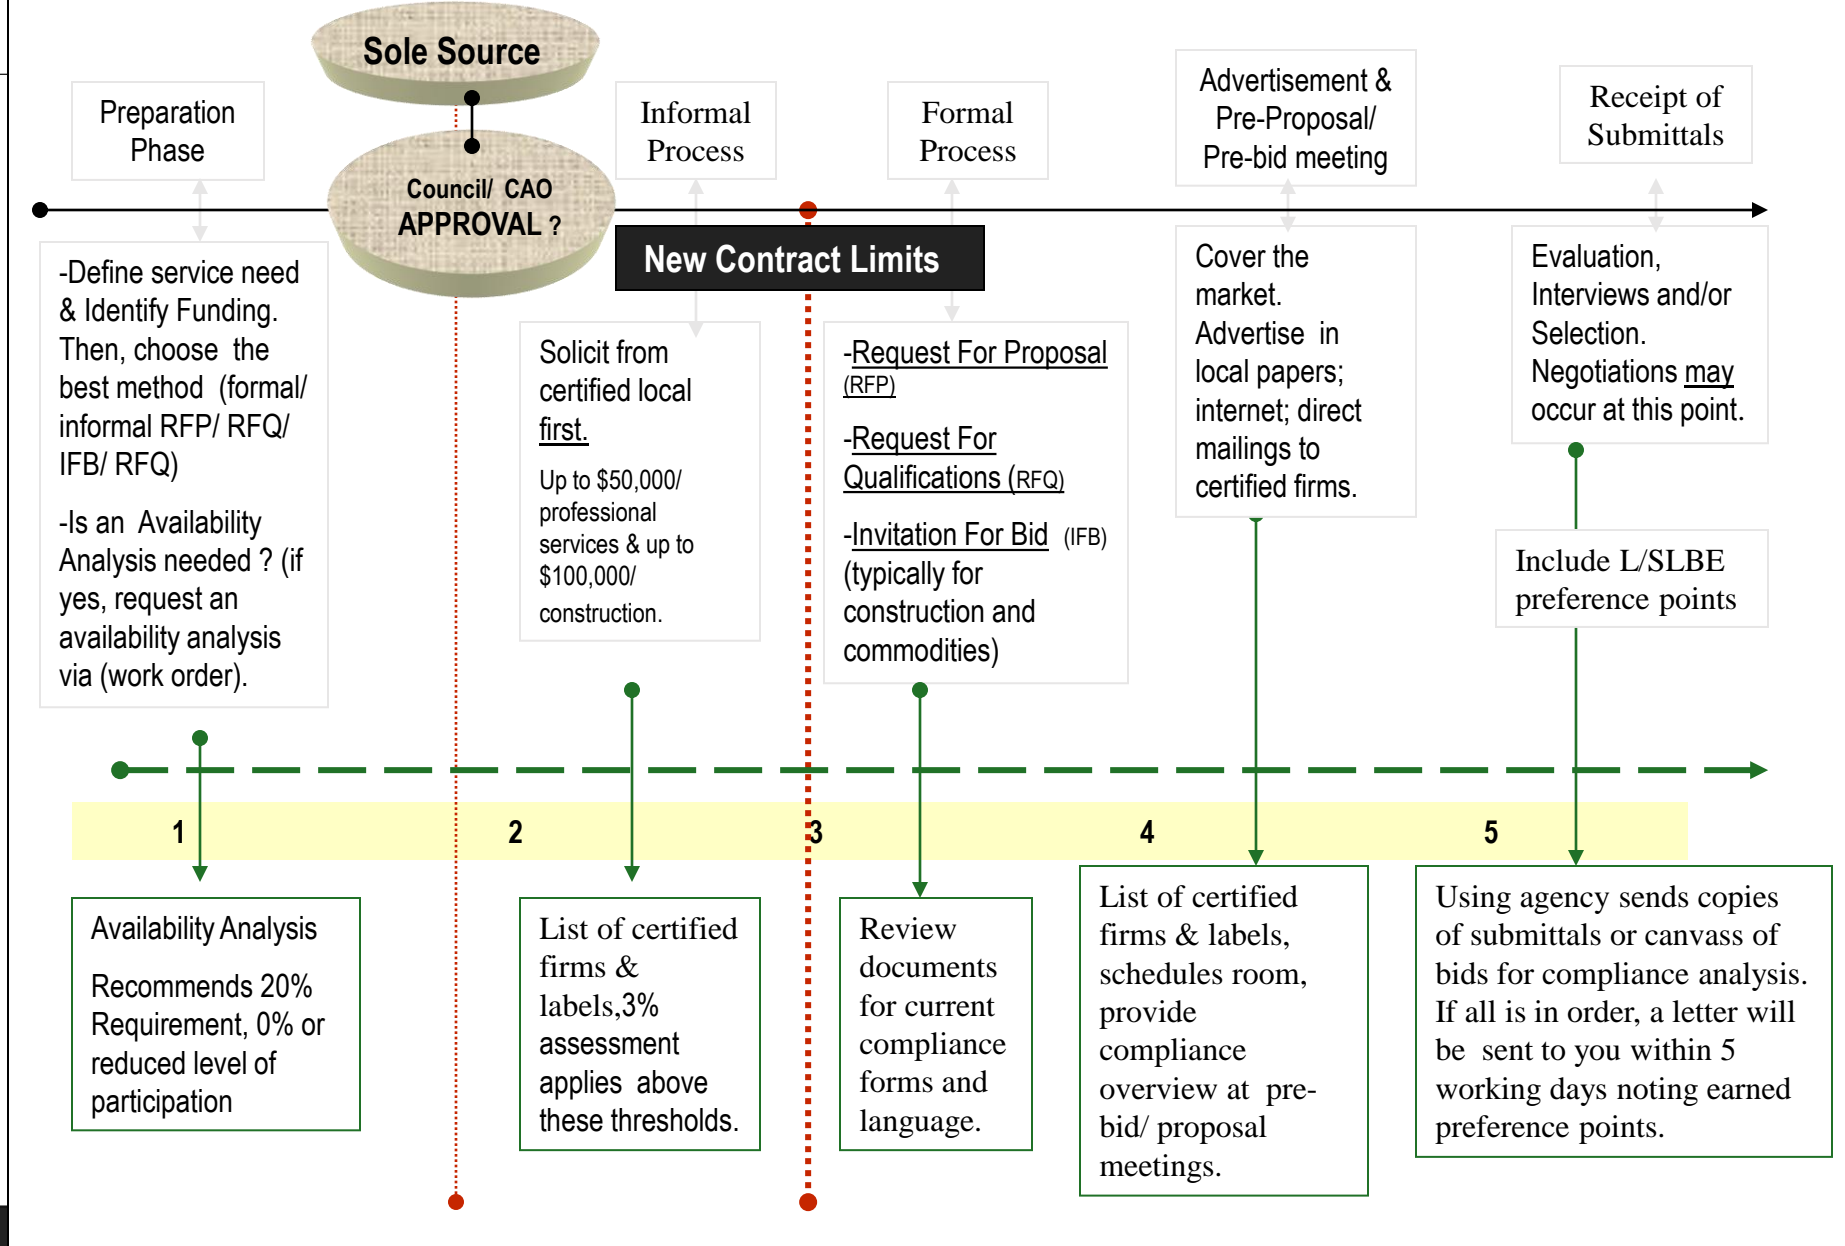 Sole Source
Council/ CAO
APPROVAL ?
Preparation
Phase
Informal
Process
Formal
Process
Advertisement &
Pre-Proposal/
Pre-bid meeting
Receipt of
Submittals
New Contract Limits
-Define service need
& Identify Funding.
Then, choose the
best method (formal/
informal RFP/ RFQ/
IFB/ RFQ)
-Is an Availability
Analysis needed ? (if
yes, request an
availability analysis
via (work order).
Solicit from
certified local
first.
Up to $50,000/
professional
services & up to
$100,000/
construction.
-Request For Proposal
(RFP)
-Request For
Qualifications (RFQ)
-Invitation For Bid (IFB)
(typically for
construction and
commodities)
Cover the
market.
Advertise in
local papers;
internet; direct
mailings to
certified firms.
Evaluation,
Interviews and/or
Selection.
Negotiations may
occur at this point.
Include L/SLBE
preference points
1
2
3
4
5
Availability Analysis
Recommends 20%
Requirement, 0% or
reduced level of
participation
List of certified
firms &
labels,3%
assessment
applies above
these thresholds.
Review
documents
for current
compliance
forms and
language.
List of certified
firms & labels,
schedules room,
provide
compliance
overview at pre-
bid/ proposal
meetings.
Using agency sends copies
of submittals or canvass of
bids for compliance analysis.
If all is in order, a letter will
be sent to you within 5
working days noting earned
preference points.